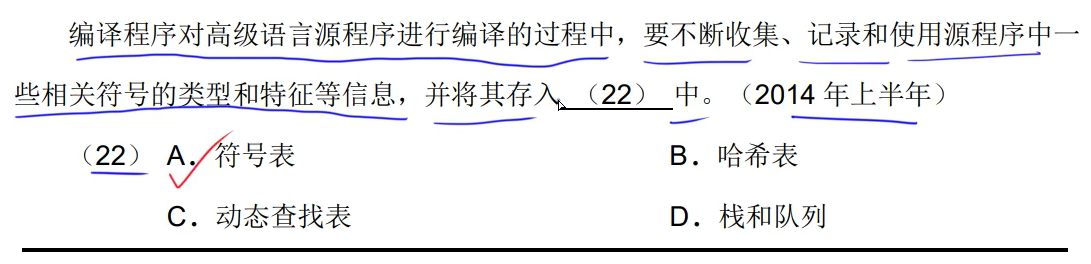 编译程序对高级语言源程序进行编译的过程中，要不断收集、记录和使用源程序中一
些相关符号的类型和特征等信息，并将其存入 （22） 中。（2014 年上半年）
（22） A．符号表 B．哈希表
C．动态查找表 D．栈和队列